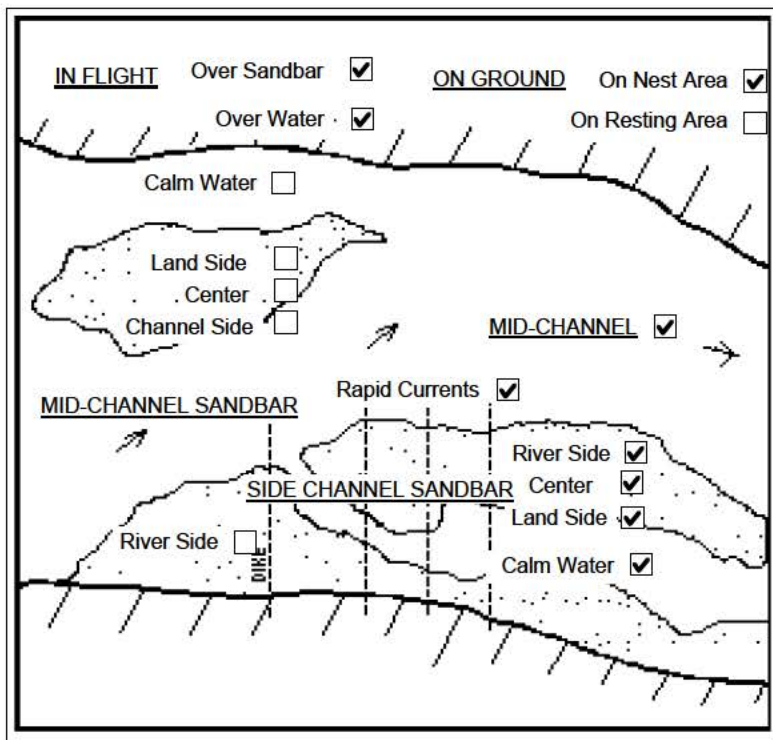 IN FLIGHT Over Sandbar ON GROUND On Nest Area
Over Water On Resting Area
Calm Water
Land Side
Center
Channel Side
MID-CHANNEL
Rapid Currents
MID-CHANNEL SANDBAR
River Side
SIDE CHANNEL SANDBAR Center
Land Side
River Side
DIKE
Calm Water